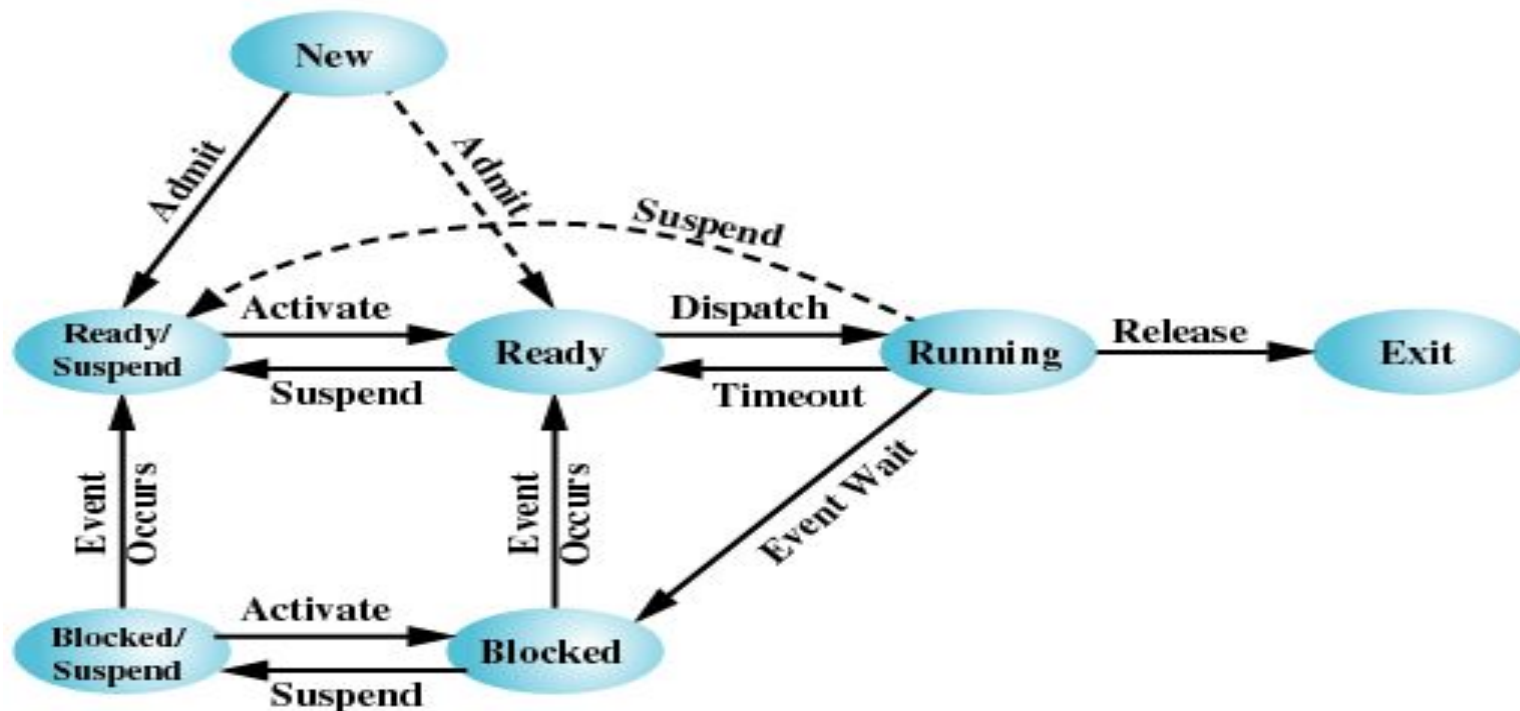 New
Admit
Admit
Suspend
Ready/
Suspend
Activate
Suspend
Ready
Dispatch
Timeout
Running
Release
Exit
Event
Occurs
Event
Occurs
Event Wait
Blocked/
Suspend
Activate
Suspend
Blocked